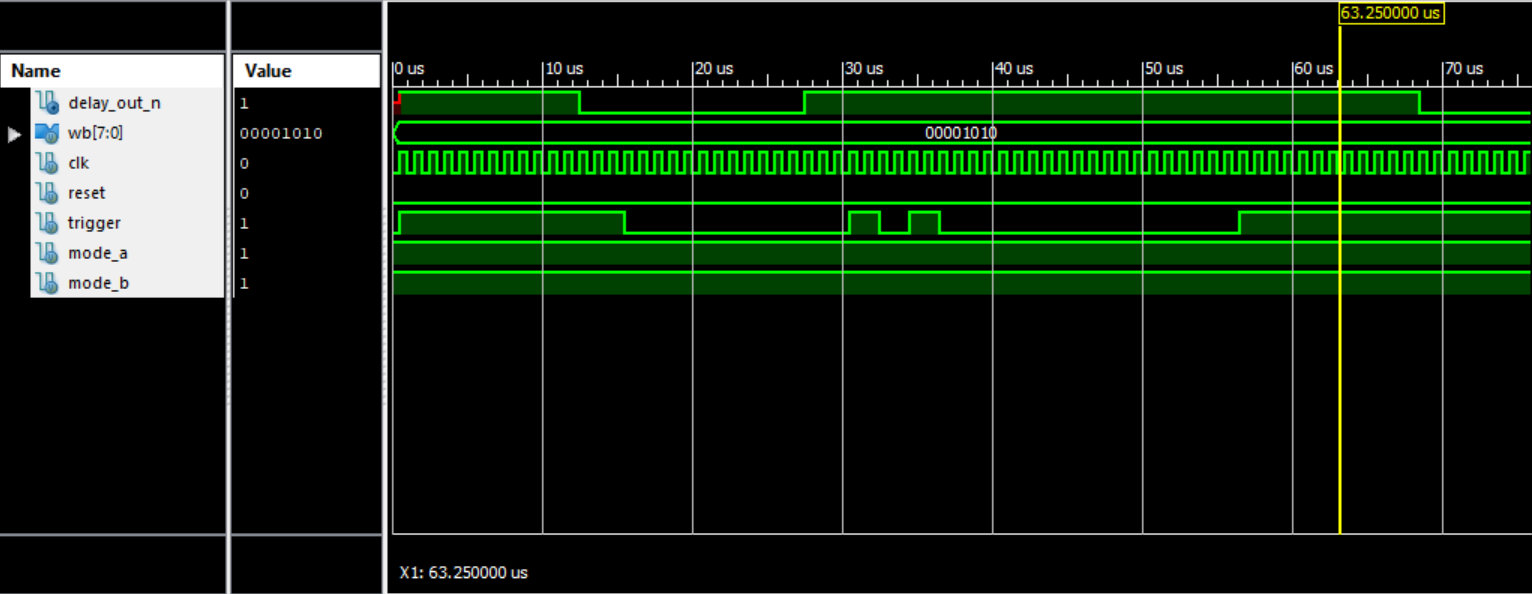 63.250000 us
Name Value
0 us 10 us 20 us 30 us 40 us 50 us 60 us 70 us
delay_out_n 1
wb[7:0] 00001010 00001010
clk 0
reset 0
trigger 1
mode_a 1
mode_b 1
X1: 63.250000 us